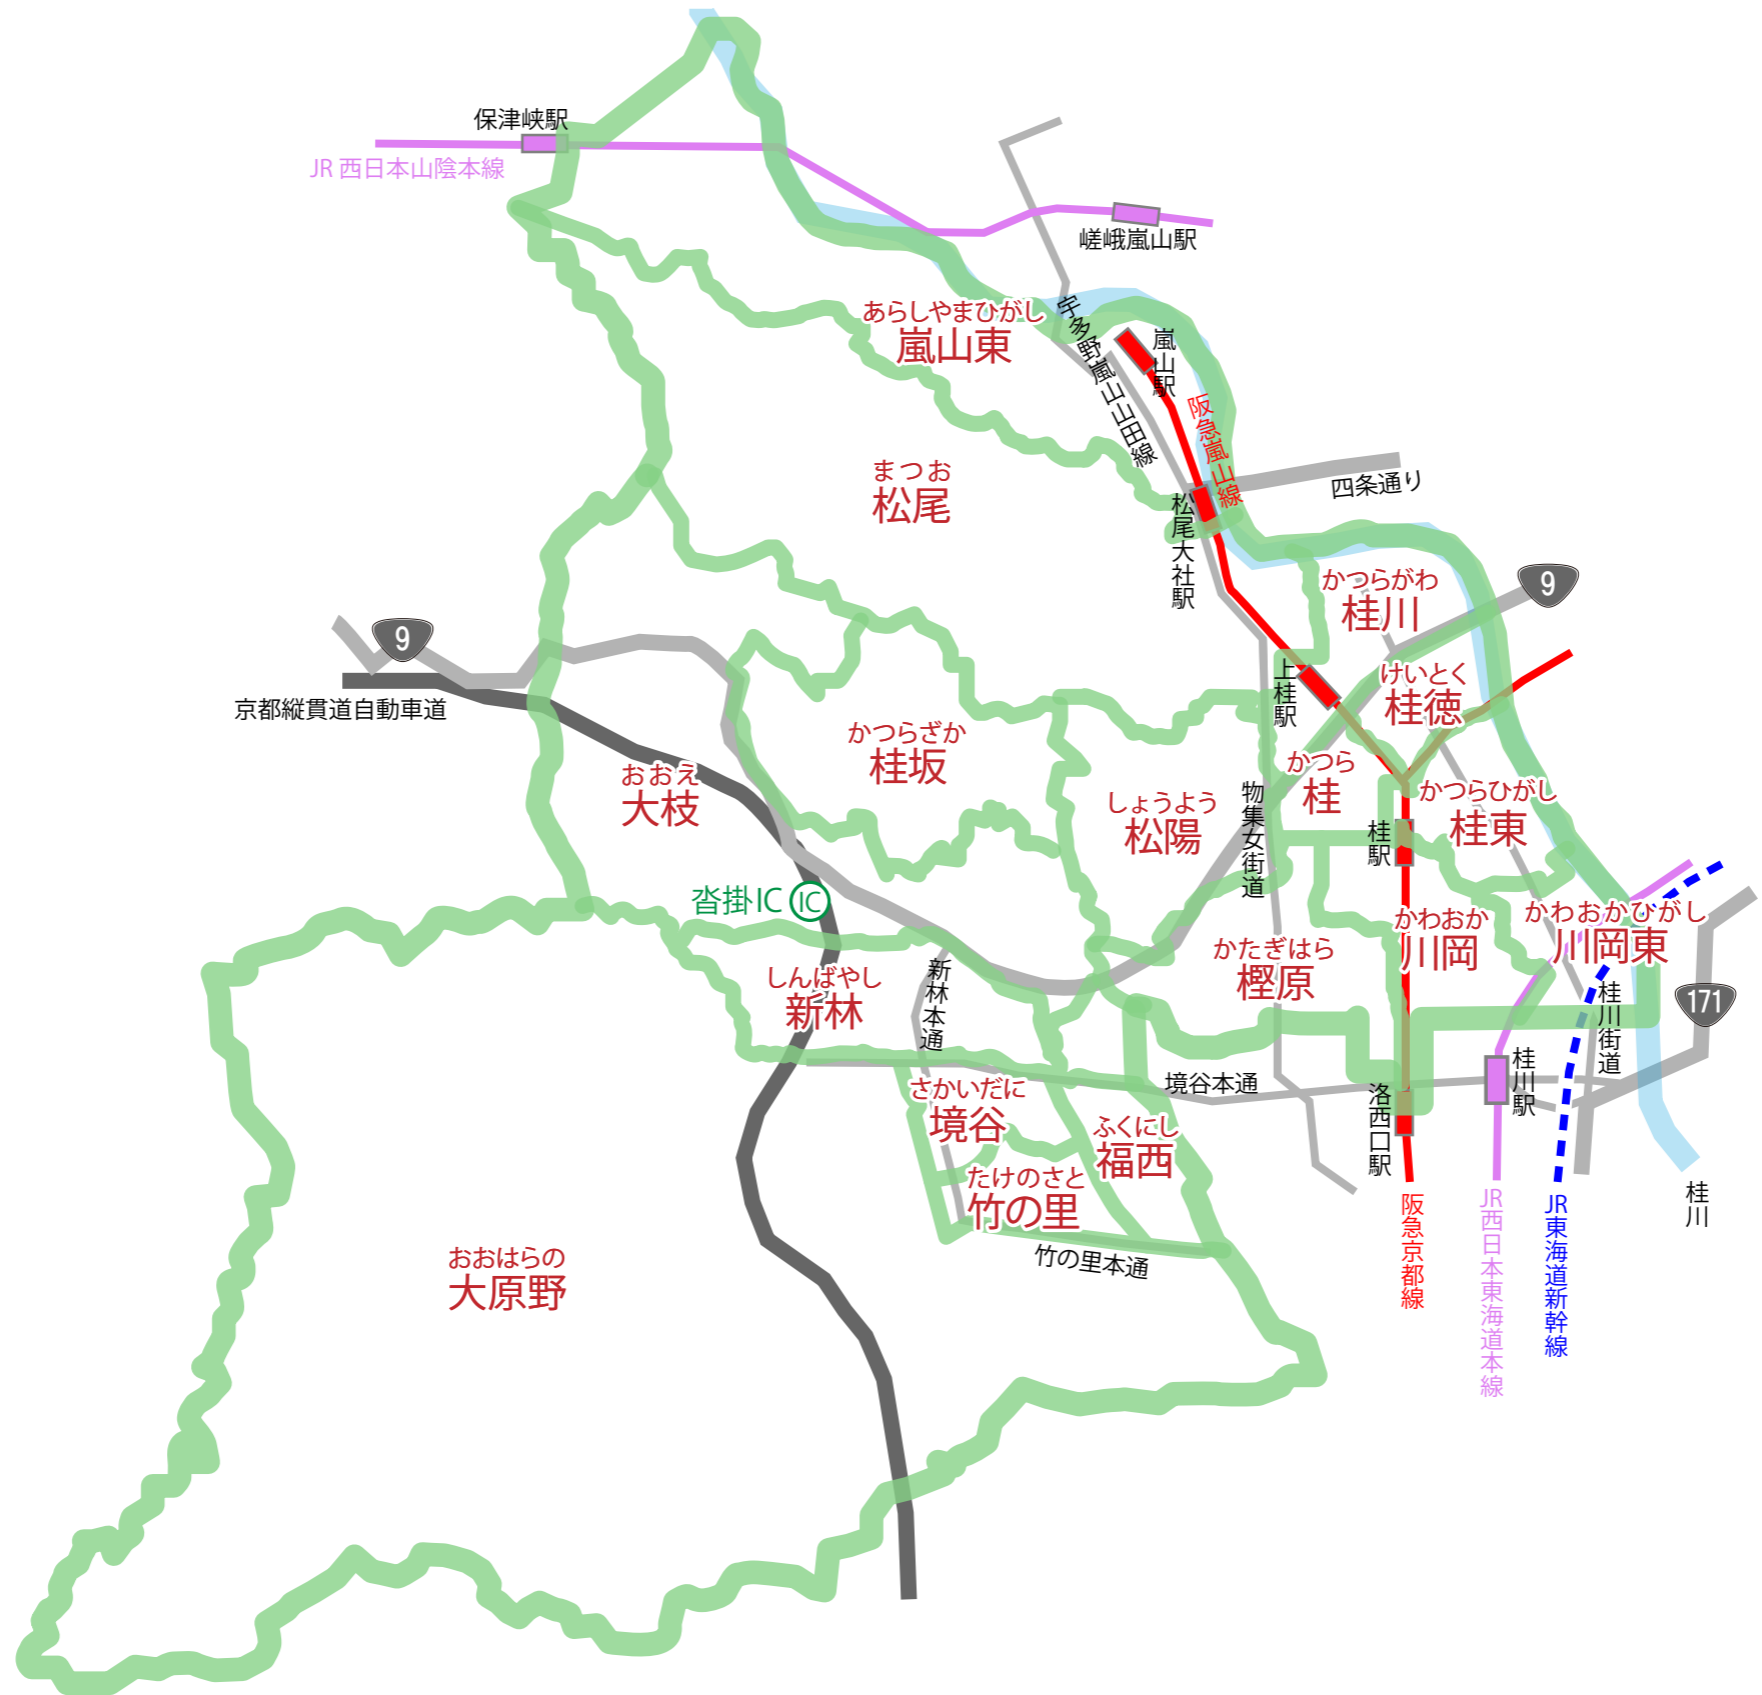 保津峡駅
JR 西日本山陰本線
嵯峨嵐山駅
あらしやまひがし
嵐山東
宇多野嵐山山田線
嵐山駅
阪急嵐山線
まつお
松尾
四条通り
松尾大社駅
かつらがわ
桂川
9
9
京都縦貫道自動車道
上桂駅
けいとく
桂徳
かつらざか
桂坂
おおえ
大枝
かつら
桂
かつらひがし
桂東
しょうよう
松陽
物集女街道
桂駅
沓掛IC
IC
かわおか
川岡
かわおかひがし
川岡東
かたぎはら
樫原
しんばやし
新林
新林本通
桂川街道
171
境谷本通
桂川駅
洛西口駅
さかいだに
境谷
ふくにし
福西
たけのさと
竹の里
竹の里本通
桂川
阪急京都線
JR西日本東海道本線
JR東海道新幹線
おおはらの
大原野